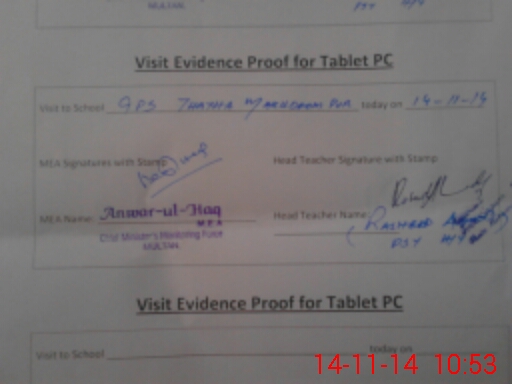 MULTAN
PST H/T
Visit Evidence Proof for Tablet PC
Visit to School GPS THATHA MAKHDOOM PUR today on 14-11-14
MEA Signatures with Stamp Head Teacher Signature with Stamp
MEA Name: Anwar-ul-Haq Head Teacher Name
MEA
Chief Minister's Monitoring Force (RASHEED
MULTAN PST H/T
Visit Evidence Proof for Tablet PC
Visit to School today on
14-11-14 10:53